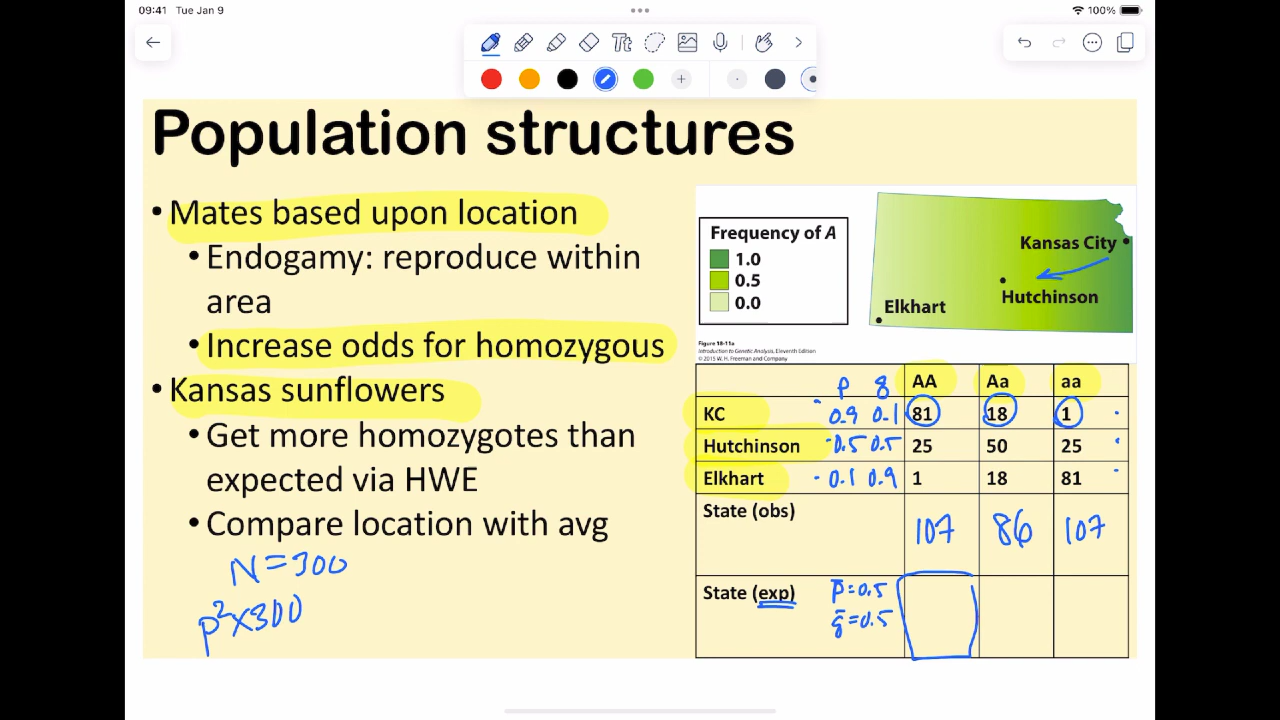 09:41 Tue Jan 9
100%
Tt
Population structures
• Mates based upon location
• Endogamy: reproduce within
area
• Increase odds for homozygous
• Kansas sunflowers
• Get more homozygotes than
expected via HWE
• Compare location with avg
N=300
p²x300
Frequency of A
1.0
0.5
0.0
Kansas City
Hutchinson
Elkhart
Figure 18-11a
Introduction to Genetic Analysis, Eleventh Edition
© 2015 W. H. Freeman and Company
p q AA Aa aa
KC 0.9 0.1 81 18 1
Hutchinson 0.5 0.5 25 50 25
Elkhart 0.1 0.9 1 18 81
State (obs) 107 86 107
State (exp) p̄=0.5
q̄=0.5